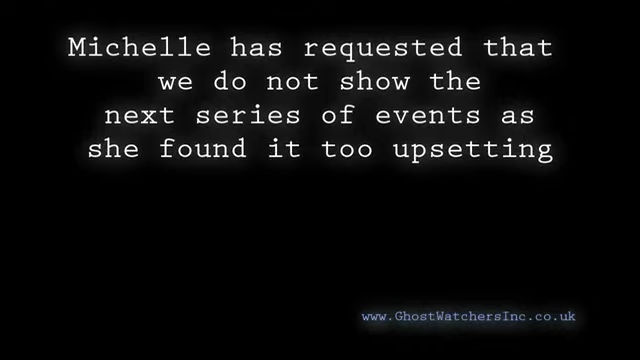 Michelle has requested that
we do not show the
next series of events as
she found it too upsetting
www.GhostWatchersInc.co.uk